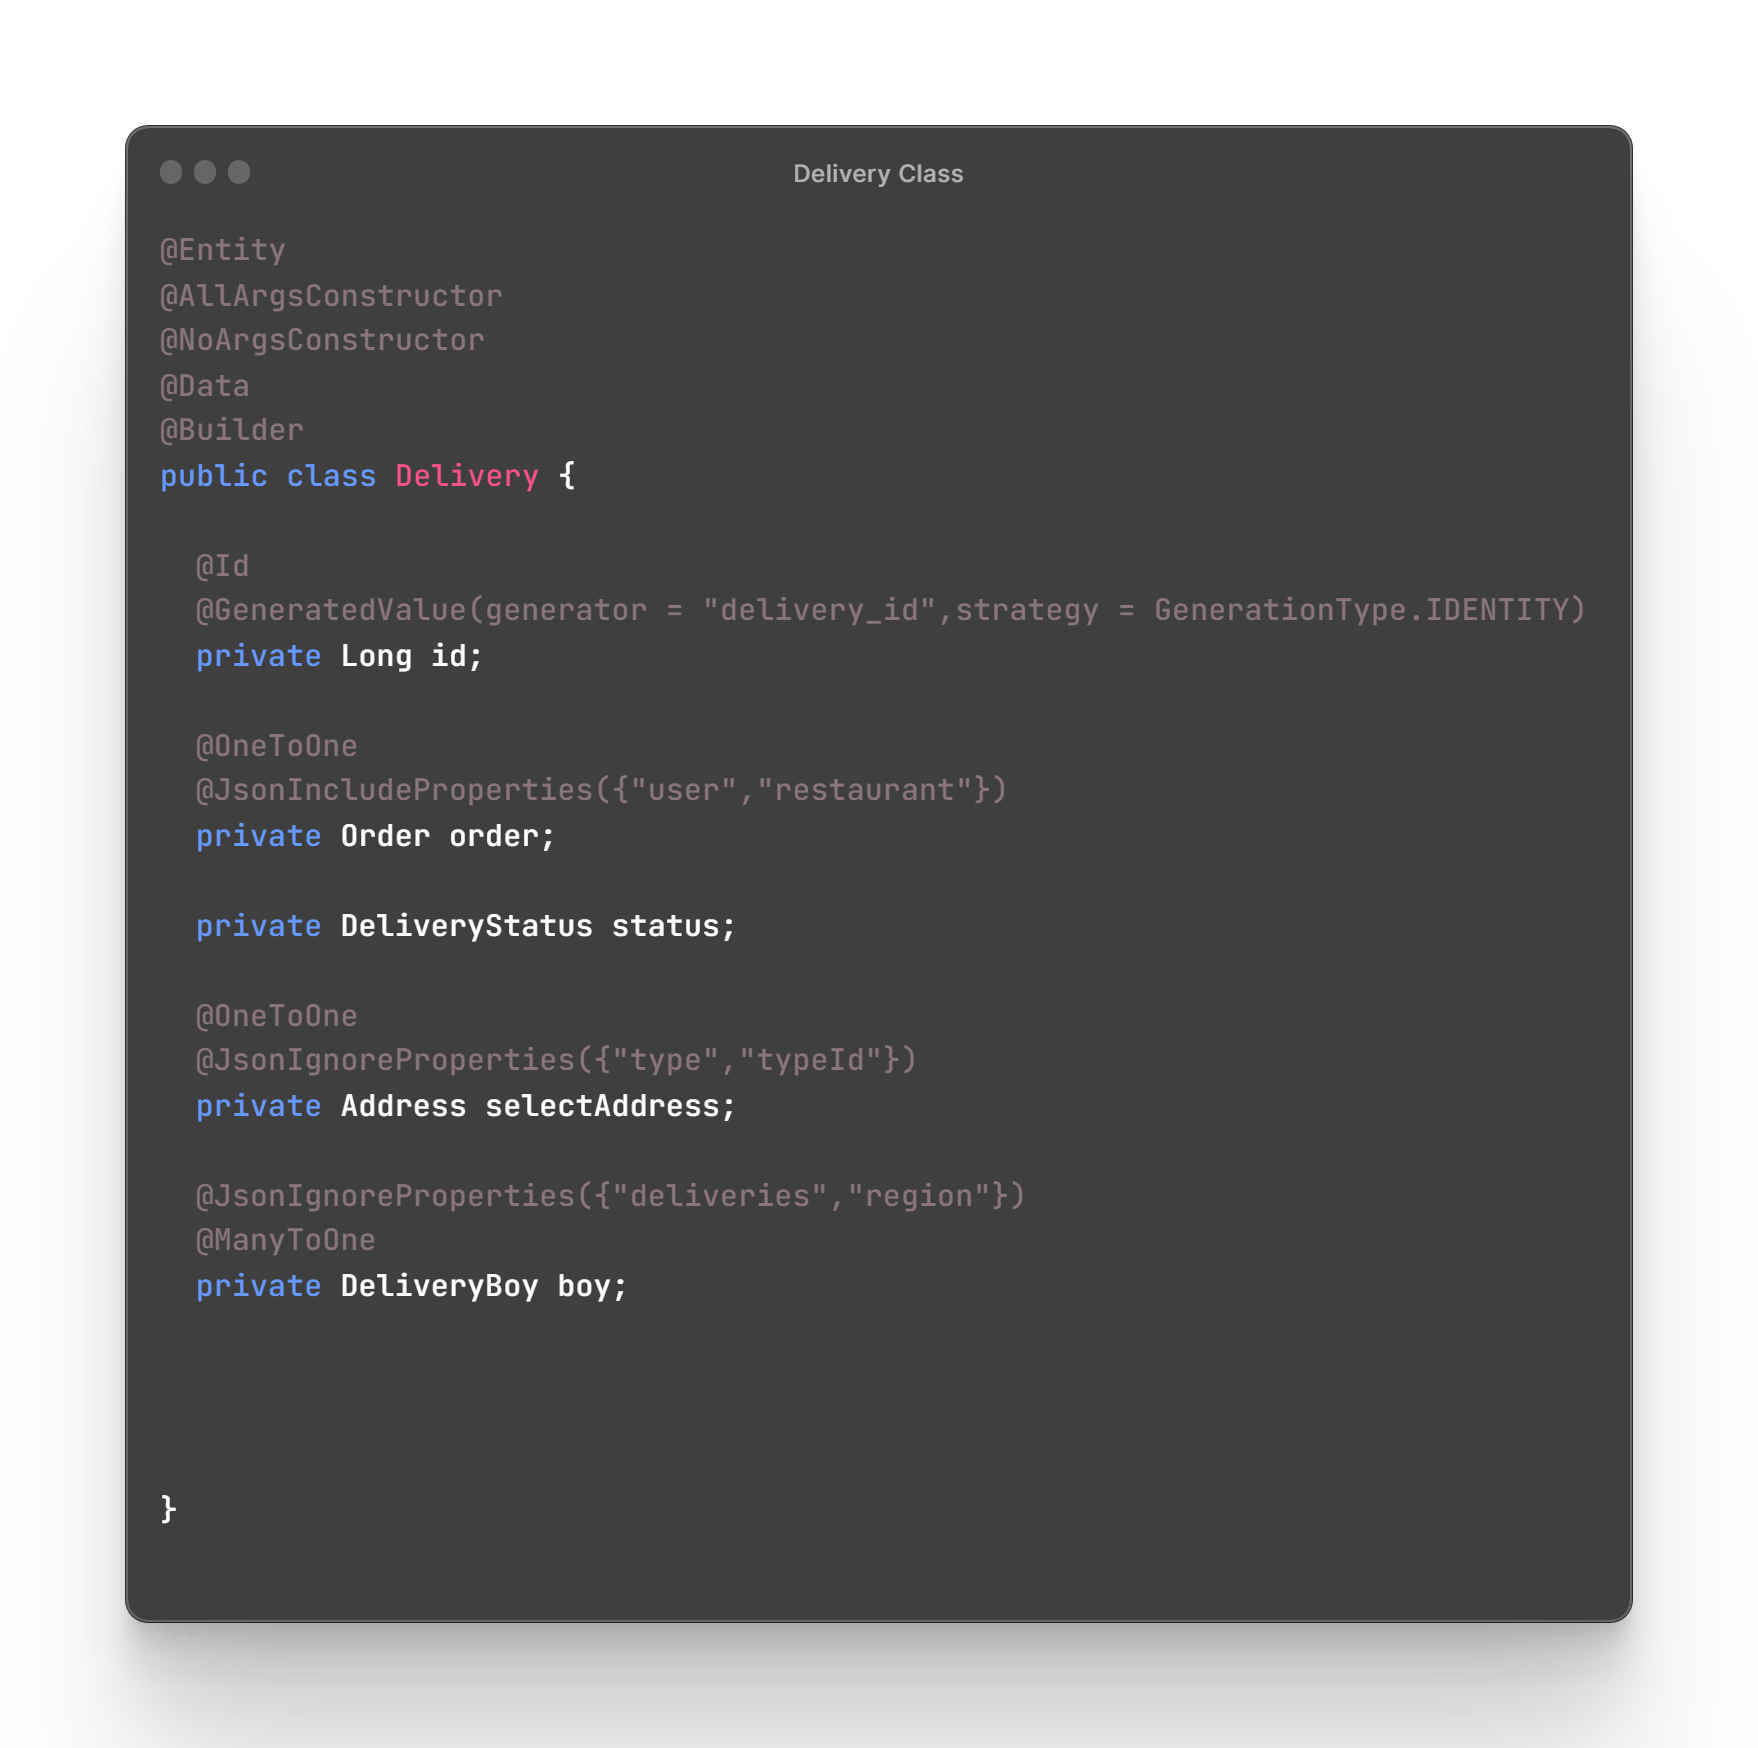 Delivery Class
@Entity
@AllArgsConstructor
@NoArgsConstructor
@Data
@Builder
public class Delivery {
@Id
@GeneratedValue(generator = "delivery_id",strategy = GenerationType.IDENTITY)
private Long id;
@OneToOne
@JsonIncludeProperties({"user","restaurant"})
private Order order;
private DeliveryStatus status;
@OneToOne
@JsonIgnoreProperties({"type","typeId"})
private Address selectAddress;
@JsonIgnoreProperties({"deliveries","region"})
@ManyToOne
private DeliveryBoy boy;
}